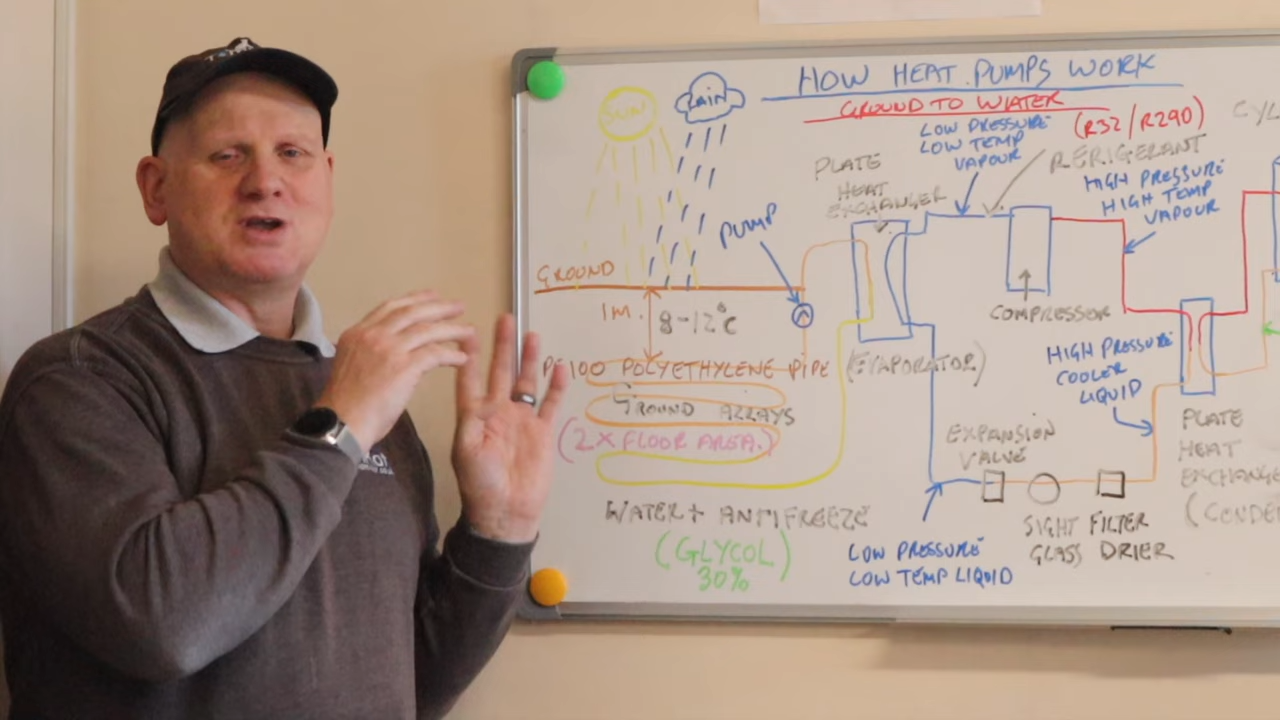 HOW HEAT PUMPS WORK
GROUND TO WATER
(R32/R290)
SUN
RAIN
LOW PRESSURE
LOW TEMP
VAPOUR
RERIGERANT
HIGH PRESSURE
HIGH TEMP
VAPOUR
PLATE
HEAT
EXCHANGER
PUMP
GROUND
1M.
8-12°C
COMPRESSOR
PE100 POLYETHYLENE PIPE
(EVAPORATOR)
GROUND ARRAYS
(2X FLOOR AREA.)
HIGH PRESSURE
COOLER
LIQUID
EXPANSION
VALVE
PLATE
HEAT
EXCHANGE
(CONDE
WATER + ANTIFREEZE
(GLYCOL)
30%
SIGHT FILTER
GLASS DRIER
LOW PRESSURE
LOW TEMP LIQUID
CYL